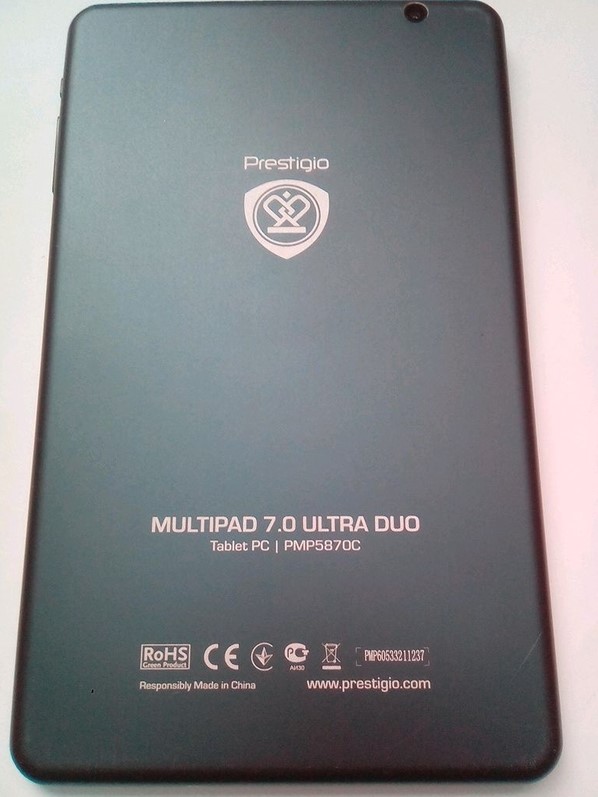 Prestigio
MULTIPAD 7.0 ULTRA DUO
Tablet PC | PMP5870C
RoHS
Green Product
CE
АИ30
PMP60533211237
Responsibly Made in China
www.prestigio.com